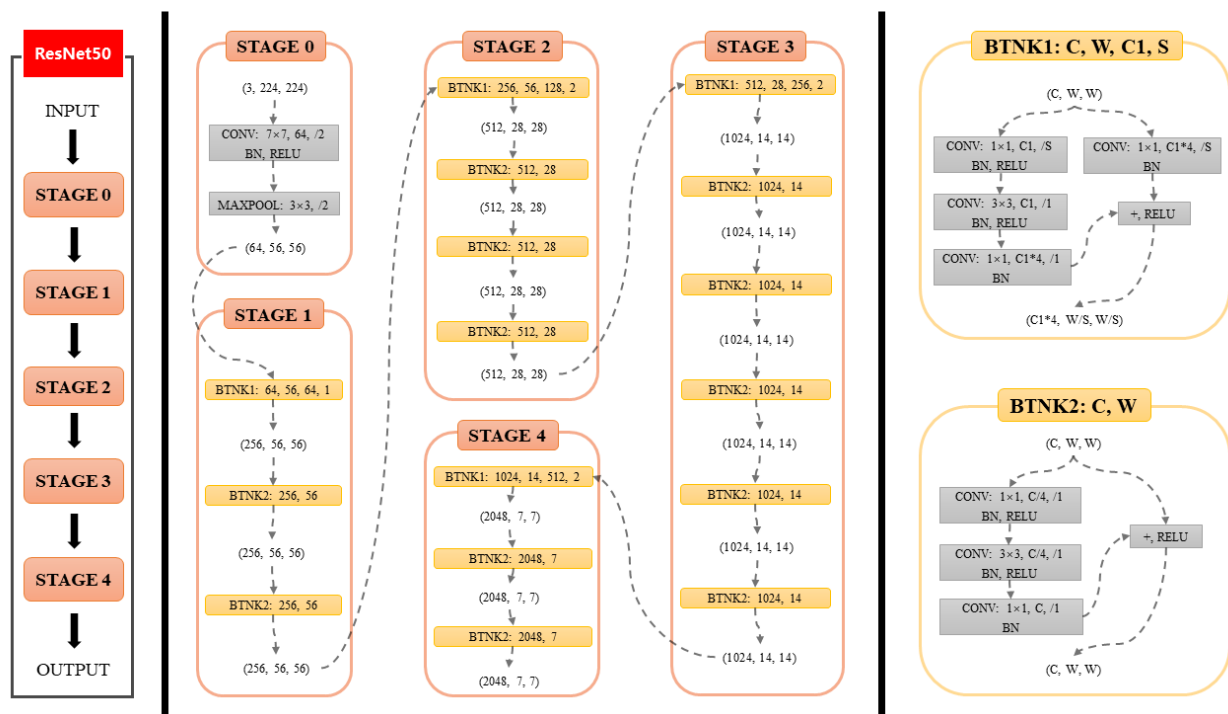 ResNet50
INPUT
STAGE 0
STAGE 1
STAGE 2
STAGE 3
STAGE 4
OUTPUT
STAGE 0
(3, 224, 224)
CONV: 7×7, 64, /2
BN, RELU
MAXPOOL: 3×3, /2
(64, 56, 56)
STAGE 1
BTNK1: 64, 56, 64, 1
(256, 56, 56)
BTNK2: 256, 56
(256, 56, 56)
BTNK2: 256, 56
(256, 56, 56)
STAGE 2
BTNK1: 256, 56, 128, 2
(512, 28, 28)
BTNK2: 512, 28
(512, 28, 28)
BTNK2: 512, 28
(512, 28, 28)
BTNK2: 512, 28
(512, 28, 28)
STAGE 3
BTNK1: 512, 28, 256, 2
(1024, 14, 14)
BTNK2: 1024, 14
(1024, 14, 14)
BTNK2: 1024, 14
(1024, 14, 14)
BTNK2: 1024, 14
(1024, 14, 14)
BTNK2: 1024, 14
(1024, 14, 14)
BTNK2: 1024, 14
(1024, 14, 14)
STAGE 4
BTNK1: 1024, 14, 512, 2
(2048, 7, 7)
BTNK2: 2048, 7
(2048, 7, 7)
BTNK2: 2048, 7
(2048, 7, 7)
BTNK1: C, W, C1, S
(C, W, W)
CONV: 1×1, C1, /S
BN, RELU
CONV: 3×3, C1, /1
BN, RELU
CONV: 1×1, C1*4, /1
BN
CONV: 1×1, C1*4, /S
BN
+, RELU
(C1*4, W/S, W/S)
BTNK2: C, W
(C, W, W)
CONV: 1×1, C/4, /1
BN, RELU
CONV: 3×3, C/4, /1
BN, RELU
CONV: 1×1, C, /1
BN
+, RELU
(C, W, W)